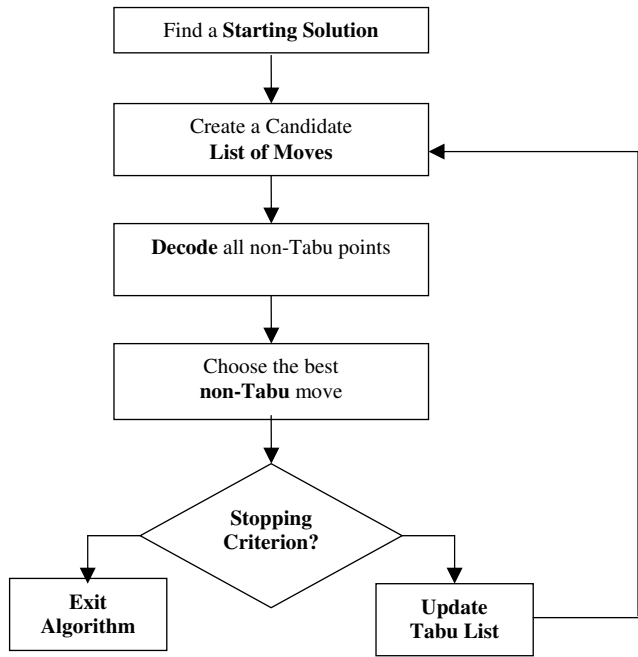 Find a Starting Solution
Create a Candidate
List of Moves
Decode all non-Tabu points
Choose the best
non-Tabu move
Stopping
Criterion?
Exit
Algorithm
Update
Tabu List